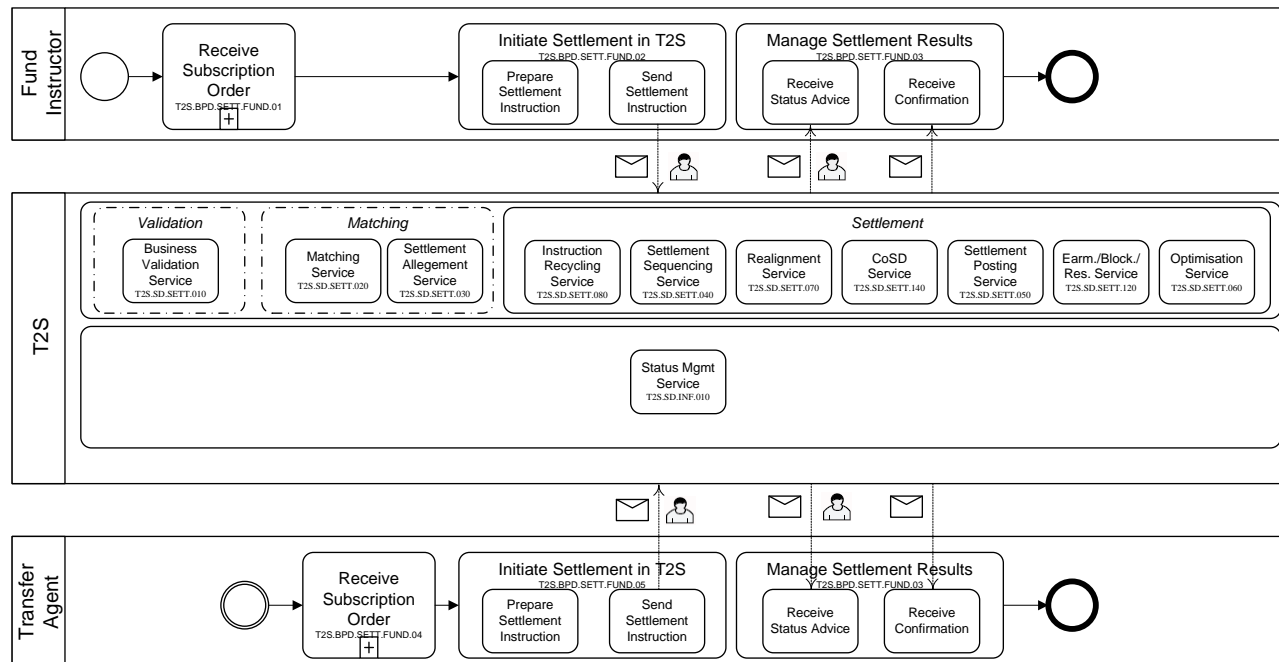 Fund
Instructor
Receive
Subscription
Order
T2S.BPD.SETT.FUND.01
+
Initiate Settlement in T2S
T2S.BPD.SETT.FUND.02
Prepare
Settlement
Instruction
Send
Settlement
Instruction
Manage Settlement Results
T2S.BPD.SETT.FUND.03
Receive
Status Advice
Receive
Confirmation
T2S
Validation
Business
Validation
Service
T2S.SD.SETT.010
Matching
Matching
Service
T2S.SD.SETT.020
Settlement
Allegement
Service
T2S.SD.SETT.030
Settlement
Instruction
Recycling
Service
T2S.SD.SETT.080
Settlement
Sequencing
Service
T2S.SD.SETT.040
Realignment
Service
T2S.SD.SETT.070
CoSD
Service
T2S.SD.SETT.140
Settlement
Posting
Service
T2S.SD.SETT.050
Earm./Block./
Res. Service
T2S.SD.SETT.120
Optimisation
Service
T2S.SD.SETT.060
Status Mgmt
Service
T2S.SD.INF.010
Transfer
Agent
Receive
Subscription
Order
T2S.BPD.SETT.FUND.04
+
Initiate Settlement in T2S
T2S.BPD.SETT.FUND.05
Prepare
Settlement
Instruction
Send
Settlement
Instruction
Manage Settlement Results
T2S.BPD.SETT.FUND.03
Receive
Status Advice
Receive
Confirmation